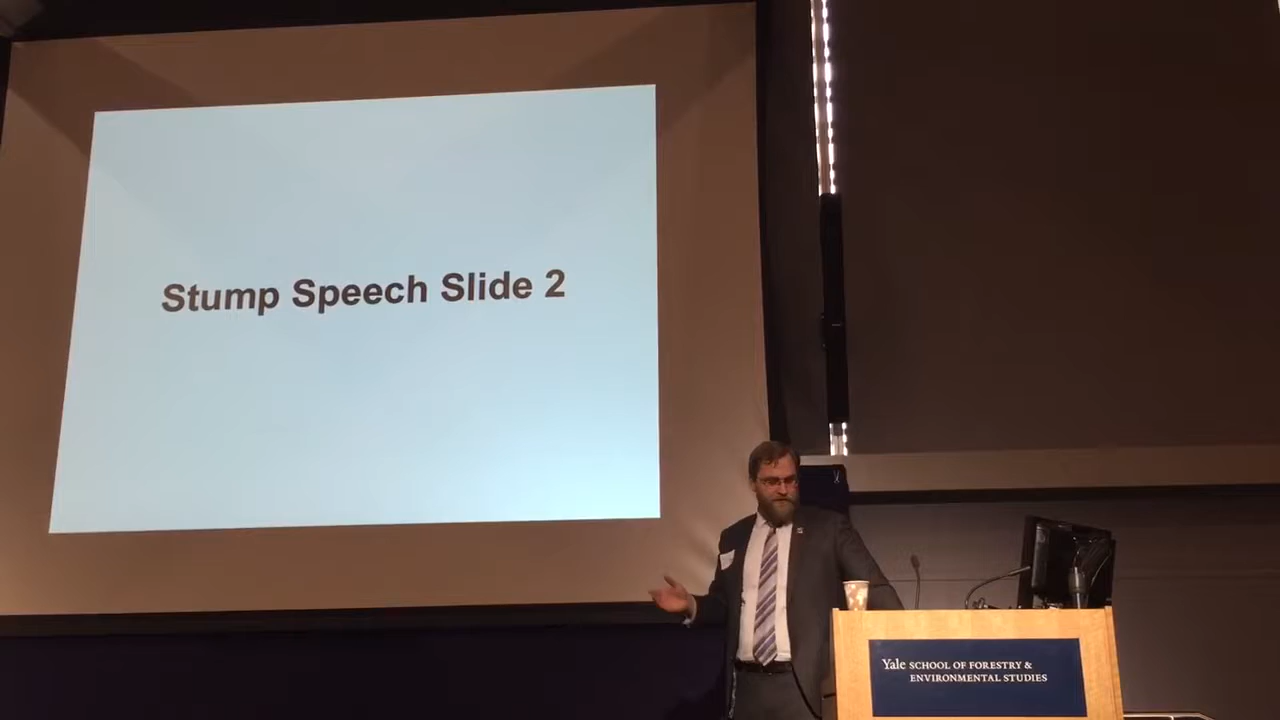 Stump Speech Slide 2
Yale SCHOOL OF FORESTRY &
ENVIRONMENTAL STUDIES